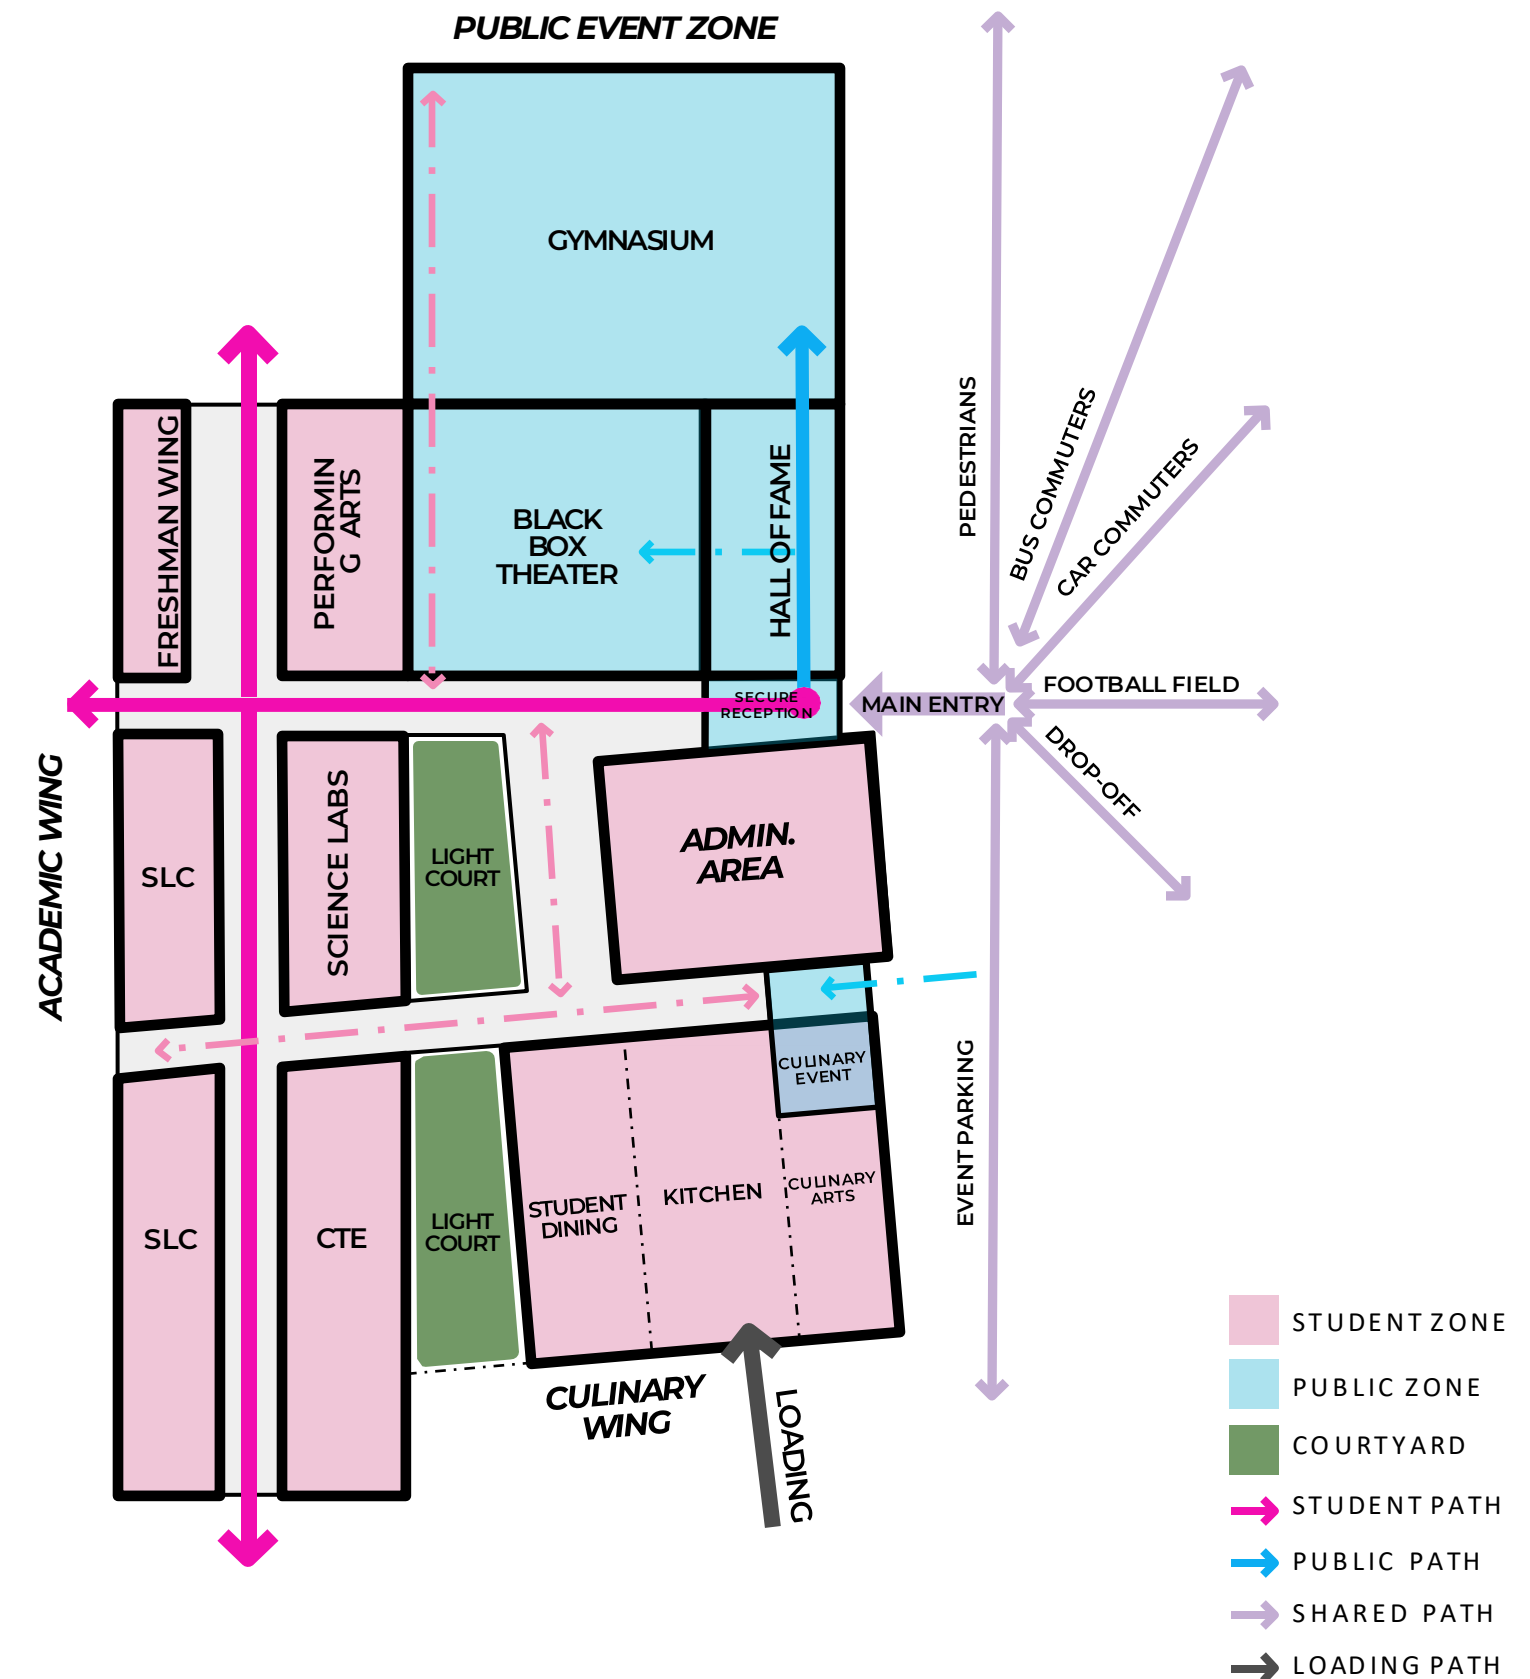 PUBLIC EVENT ZONE
GYMNASIUM
FRESHMAN WING
PERFORMIN
G ARTS
BLACK
BOX
THEATER
HALL OF FAME
PEDESTRIANS
BUS COMMUTERS
CAR COMMUTERS
SECURE
RECEPTION
MAIN ENTRY
FOOTBALL FIELD
DROP-OFF
ACADEMIC WING
SLC
SCIENCE LABS
LIGHT
COURT
ADMIN.
AREA
CULINARY
EVENT
EVENT PARKING
SLC
CTE
LIGHT
COURT
STUDENT
DINING
KITCHEN
CULINARY
ARTS
CULINARY
WING
LOADING
STUDENT ZONE
PUBLIC ZONE
COURTYARD
STUDENT PATH
PUBLIC PATH
SHARED PATH
LOADING PATH